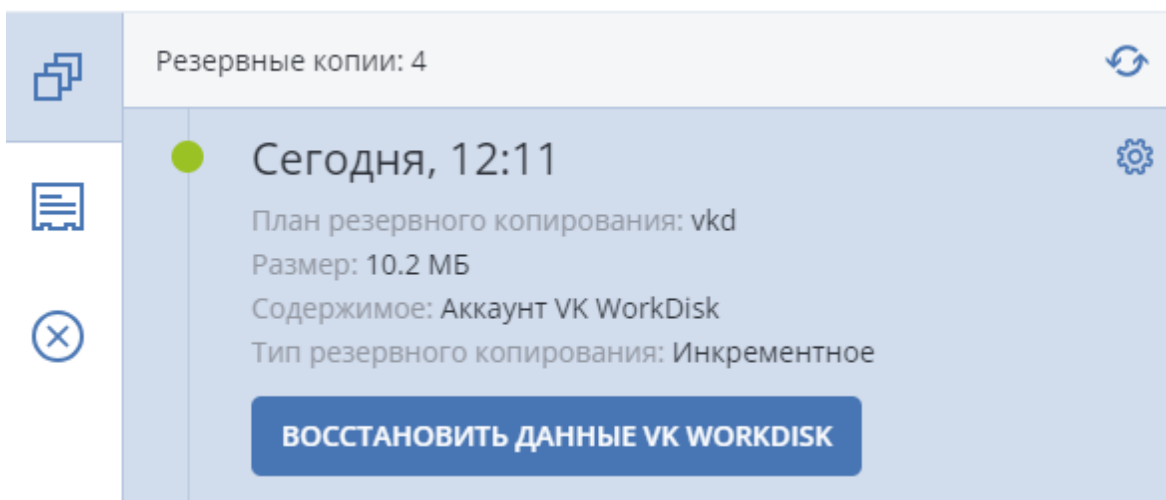 Резервные копии: 4
Сегодня, 12:11
План резервного копирования: vkd
Размер: 10.2 МБ
Содержимое: Аккаунт VK WorkDisk
Тип резервного копирования: Инкрементное
ВОССТАНОВИТЬ ДАННЫЕ VK WORKDISK